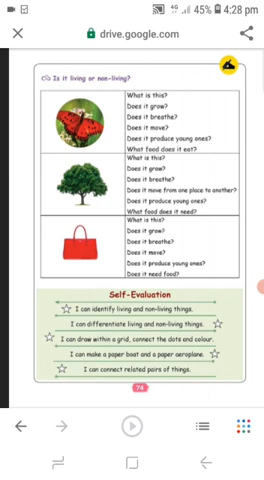 4G 45% 4:28 pm
drive.google.com
Is it living or non-living?
What is this?
Does it grow?
Does it breathe?
Does it move?
Does it produce young ones?
What food does it eat?
What is this?
Does it grow?
Does it breathe?
Does it move from one place to another?
Does it produce young ones?
What food does it need?
What is this?
Does it grow?
Does it breathe?
Does it move?
Does it produce young ones?
Does it need food?
Self-Evaluation
I can identify living and non-living things.
I can differentiate living and non-living things.
I can draw within a grid, connect the dots and colour.
I can make a paper boat and a paper aeroplane.
I can connect related pairs of things.
74